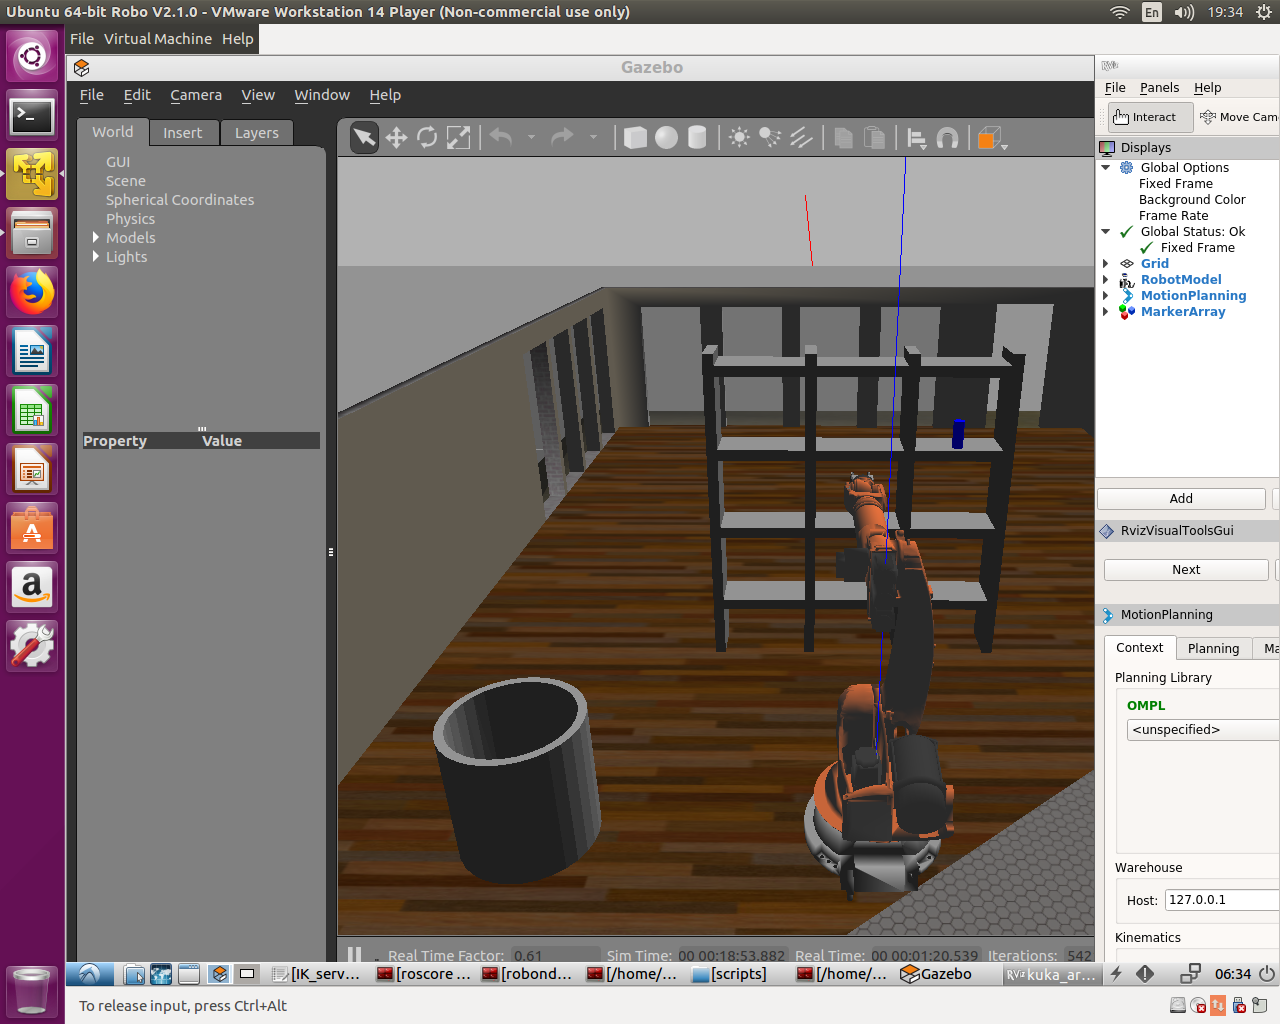 Ubuntu 64-bit Robo V2.1.0 - VMware Workstation 14 Player (Non-commercial use only)
En
19:34
File Virtual Machine Help
Gazebo
File Edit Camera View Window Help
World Insert Layers
GUI
Scene
Spherical Coordinates
Physics
Models
Lights
Property Value
Real Time Factor: 0.61 Sim Time: 00 00:18:53.882 Real Time: 00 00:01:20.539 Iterations: 542
RViz
File Panels Help
Interact Move Cam
Displays
Global Options
Fixed Frame
Background Color
Frame Rate
Global Status: Ok
Fixed Frame
Grid
RobotModel
MotionPlanning
MarkerArray
Add
RvizVisualToolsGui
Next
MotionPlanning
Context Planning Ma
Planning Library
OMPL
<unspecified>
Warehouse
Host: 127.0.0.1
Kinematics
[IK_serv... [roscore ... [robond... [/home/... [scripts] [/home/... Gazebo RViz kuka_ar... 06:34
To release input, press Ctrl+Alt